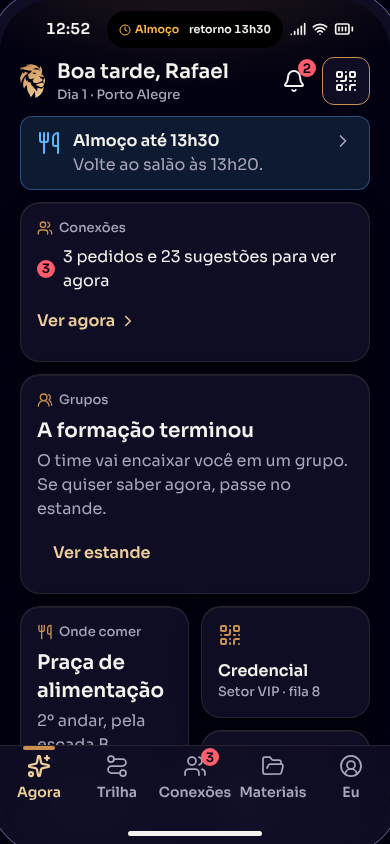 12:52
Almoço retorno 13h30
Boa tarde, Rafael
2
Dia 1 · Porto Alegre
Almoço até 13h30
Volte ao salão às 13h20.
Conexões
3
3 pedidos e 23 sugestões para ver
agora
Ver agora
Grupos
A formação terminou
O time vai encaixar você em um grupo.
Se quiser saber agora, passe no
estande.
Ver estande
Onde comer
Praça de
alimentação
2º andar, pela
escada B
Credencial
Setor VIP · fila 8
3
Agora
Trilha
Conexões
Materiais
Eu